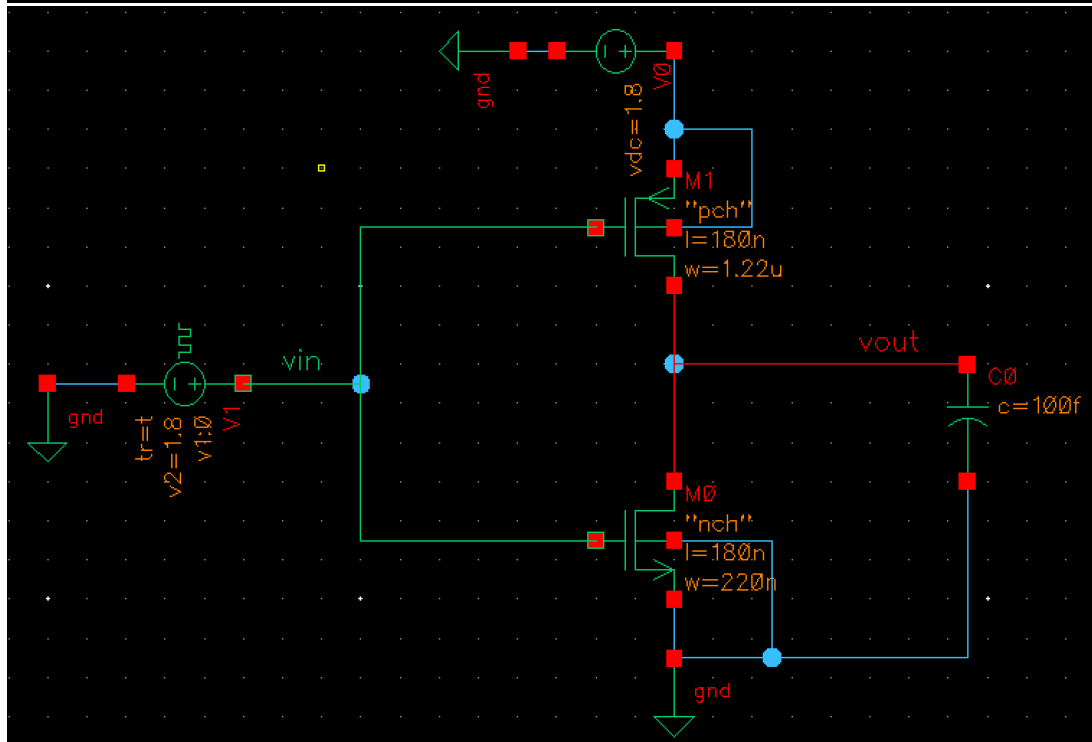 gnd
V0
vdc=1.8
M1
"pch"
l=180n
w=1.22u
vin
vout
gnd
V1
tr=t
v2=1.8
v1:0
C0
c=100f
M0
"nch"
l=180n
w=220n
gnd